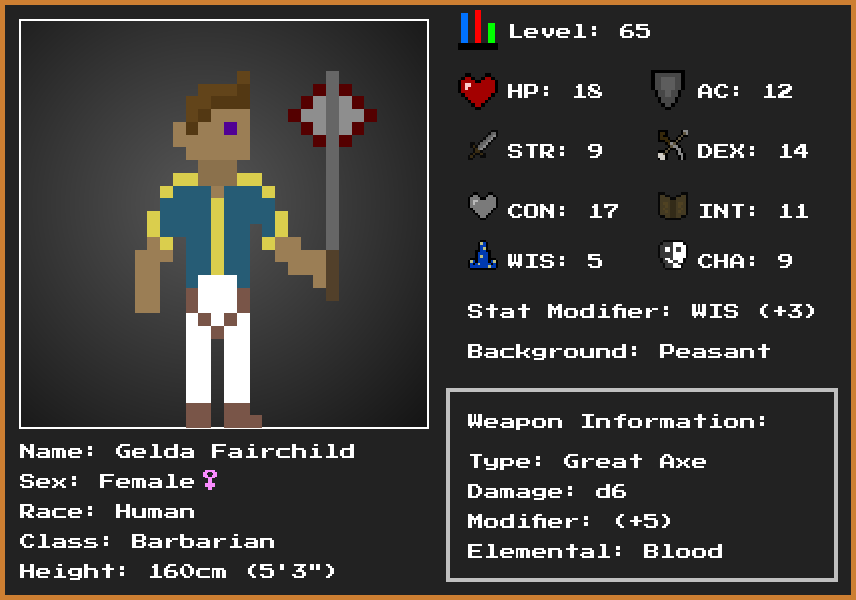 Level: 65
HP: 18
AC: 12
STR: 9
DEX: 14
CON: 17
INT: 11
WIS: 5
CHA: 9
Stat Modifier: WIS (+3)
Background: Peasant
Weapon Information:
Type: Great Axe
Damage: d6
Modifier: (+5)
Elemental: Blood
Name: Gelda Fairchild
Sex: Female♀
Race: Human
Class: Barbarian
Height: 160cm (5'3")